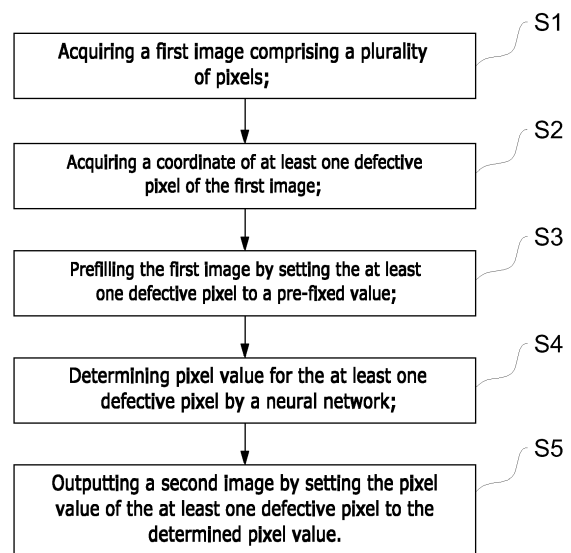 S1
Acquiring a first image comprising a plurality
of pixels;
S2
Acquiring a coordinate of at least one defective
pixel of the first image;
S3
Prefilling the first image by setting the at least
one defective pixel to a pre-fixed value;
S4
Determining pixel value for the at least one
defective pixel by a neural network;
S5
Outputting a second image by setting the pixel
value of the at least one defective pixel to the
determined pixel value.